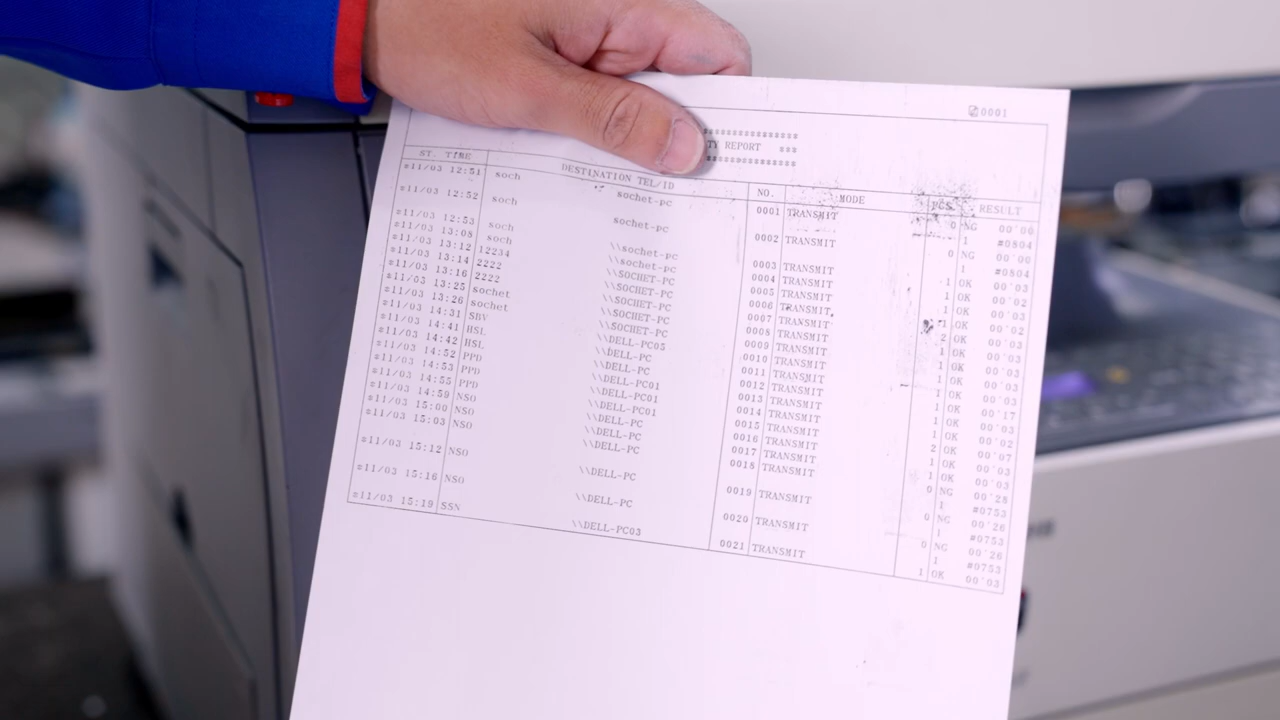 0001
TY REPORT
ST. TIME DESTINATION TEL/ID NO. MODE PGS. RESULT
*11/03 12:51 soch sochet-pc 0001 TRANSMIT 0 NG 00'06
1 #0804
*11/03 12:52 soch sochet-pc 0002 TRANSMIT 0 NG 00'00
1 #0804
*11/03 12:53 soch \\sochet-pc 0003 TRANSMIT 1 OK 00'03
*11/03 13:08 soch \\sochet-pc 0004 TRANSMIT 1 OK 00'02
*11/03 13:12 12234 \\SOCHET-PC 0005 TRANSMIT 1 OK
*11/03 13:14 2222 \\SOCHET-PC 0006 TRANSMIT 1 OK 00'02
*11/03 13:16 2222 \\SOCHET-PC 0007 TRANSMIT 2 OK 00'03
*11/03 13:25 sochet \\SOCHET-PC 0008 TRANSMIT 1 OK 00'03
*11/03 13:26 sochet \\SOCHET-PC 0009 TRANSMIT 1 OK
*11/03 14:31 SBV \\DELL-PC05 0010 TRANSMIT 1 OK 00'03
*11/03 14:41 HSL \\DELL-PC 0011 TRANSMIT 1 OK 00'03
*11/03 14:42 HSL \\DELL-PC 0012 TRANSMIT 1 OK 00'17
*11/03 14:52 PPD \\DELL-PC01 0013 TRANSMIT 1 OK 00'03
*11/03 14:53 PPD \\DELL-PC01 0014 TRANSMIT 1 OK 00'02
*11/03 14:55 PPD \\DELL-PC01 0015 TRANSMIT 2 OK 00'07
*11/03 14:59 NSO \\DELL-PC 0016 TRANSMIT 1 OK 00'03
*11/03 15:00 NSO \\DELL-PC 0017 TRANSMIT 1 OK 00'03
*11/03 15:03 NSO \\DELL-PC 0018 TRANSMIT 0 NG 00'28
1 #0753
*11/03 15:12 NSO \\DELL-PC 0019 TRANSMIT 0 NG 00'26
1 #0753
*11/03 15:16 NSO \\DELL-PC 0020 TRANSMIT 0 NG 00'26
1 #0753
*11/03 15:19 SSN \\DELL-PC03 0021 TRANSMIT 1 OK 00'03